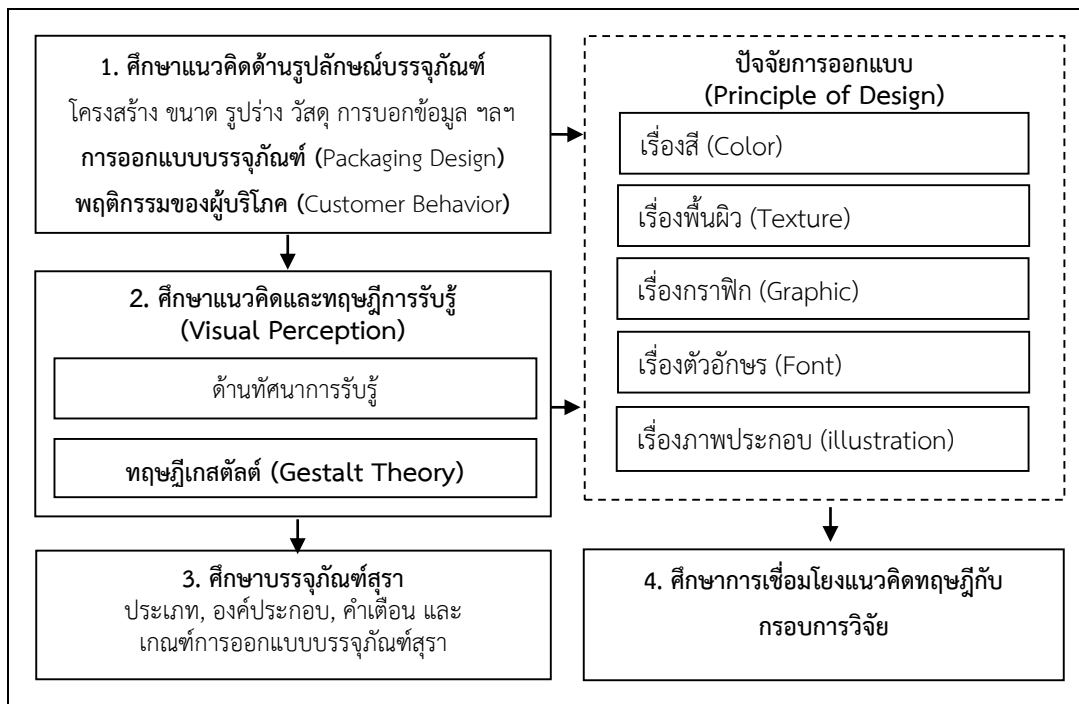 1. ศึกษาแนวคิดด้านรูปลักษณ์บรรจุภัณฑ์
โครงสร้าง ขนาด รูปร่าง วัสดุ การบอกข้อมูล ฯลฯ
การออกแบบบรรจุภัณฑ์ (Packaging Design)
พฤติกรรมของผู้บริโภค (Customer Behavior)
2. ศึกษาแนวคิดและทฤษฎีการรับรู้
(Visual Perception)
ด้านทัศนาการรับรู้
ทฤษฎีเกสตัลต์ (Gestalt Theory)
3. ศึกษาบรรจุภัณฑ์สุรา
ประเภท, องค์ประกอบ, คำเตือน และ
เกณฑ์การออกแบบบรรจุภัณฑ์สุรา
ปัจจัยการออกแบบ
(Principle of Design)
เรื่องสี (Color)
เรื่องพื้นผิว (Texture)
เรื่องกราฟิก (Graphic)
เรื่องตัวอักษร (Font)
เรื่องภาพประกอบ (illustration)
4. ศึกษาการเชื่อมโยงแนวคิดทฤษฎีกับ
กรอบการวิจัย